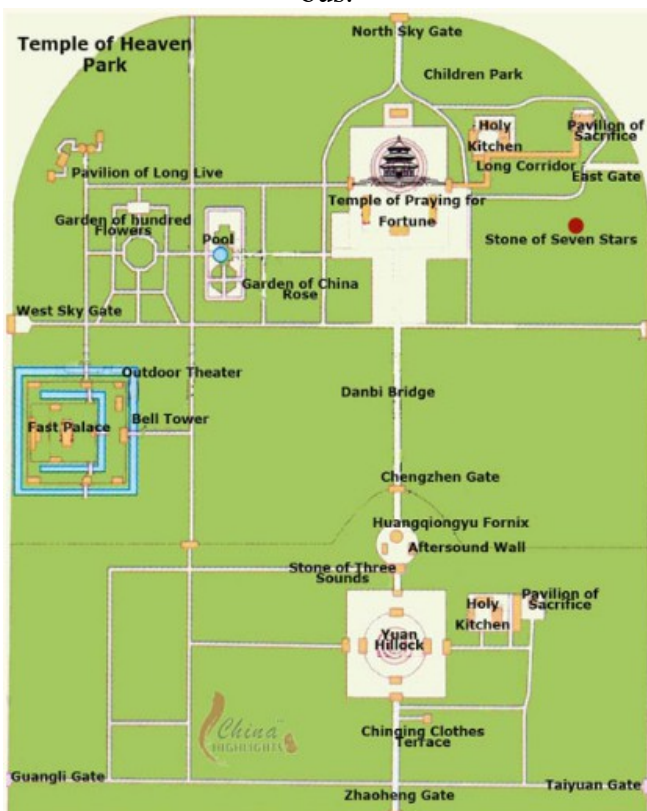 bus.
North Sky Gate
Temple of Heaven
Park
Children Park
Holy
Kitchen
Pavilion of
Sacrifice
Long Corridor
East Gate
Pavilion of Long Live
Temple of Praying for
Fortune
Garden of hundred
Flowers
Pool
Stone of Seven Stars
Garden of China
Rose
West Sky Gate
Outdoor Theater
Danbi Bridge
Bell Tower
Fast Palace
Chengzhen Gate
Huangqiongyu Fornix
Aftersound Wall
Stone of Three
Sounds
Holy
Kitchen
Pavilion of
Sacrifice
Yuan
Hillock
China
HIGHLIGHTS
Chinging Clothes
Terrace
Guangli Gate
Taiyuan Gate
Zhaoheng Gate